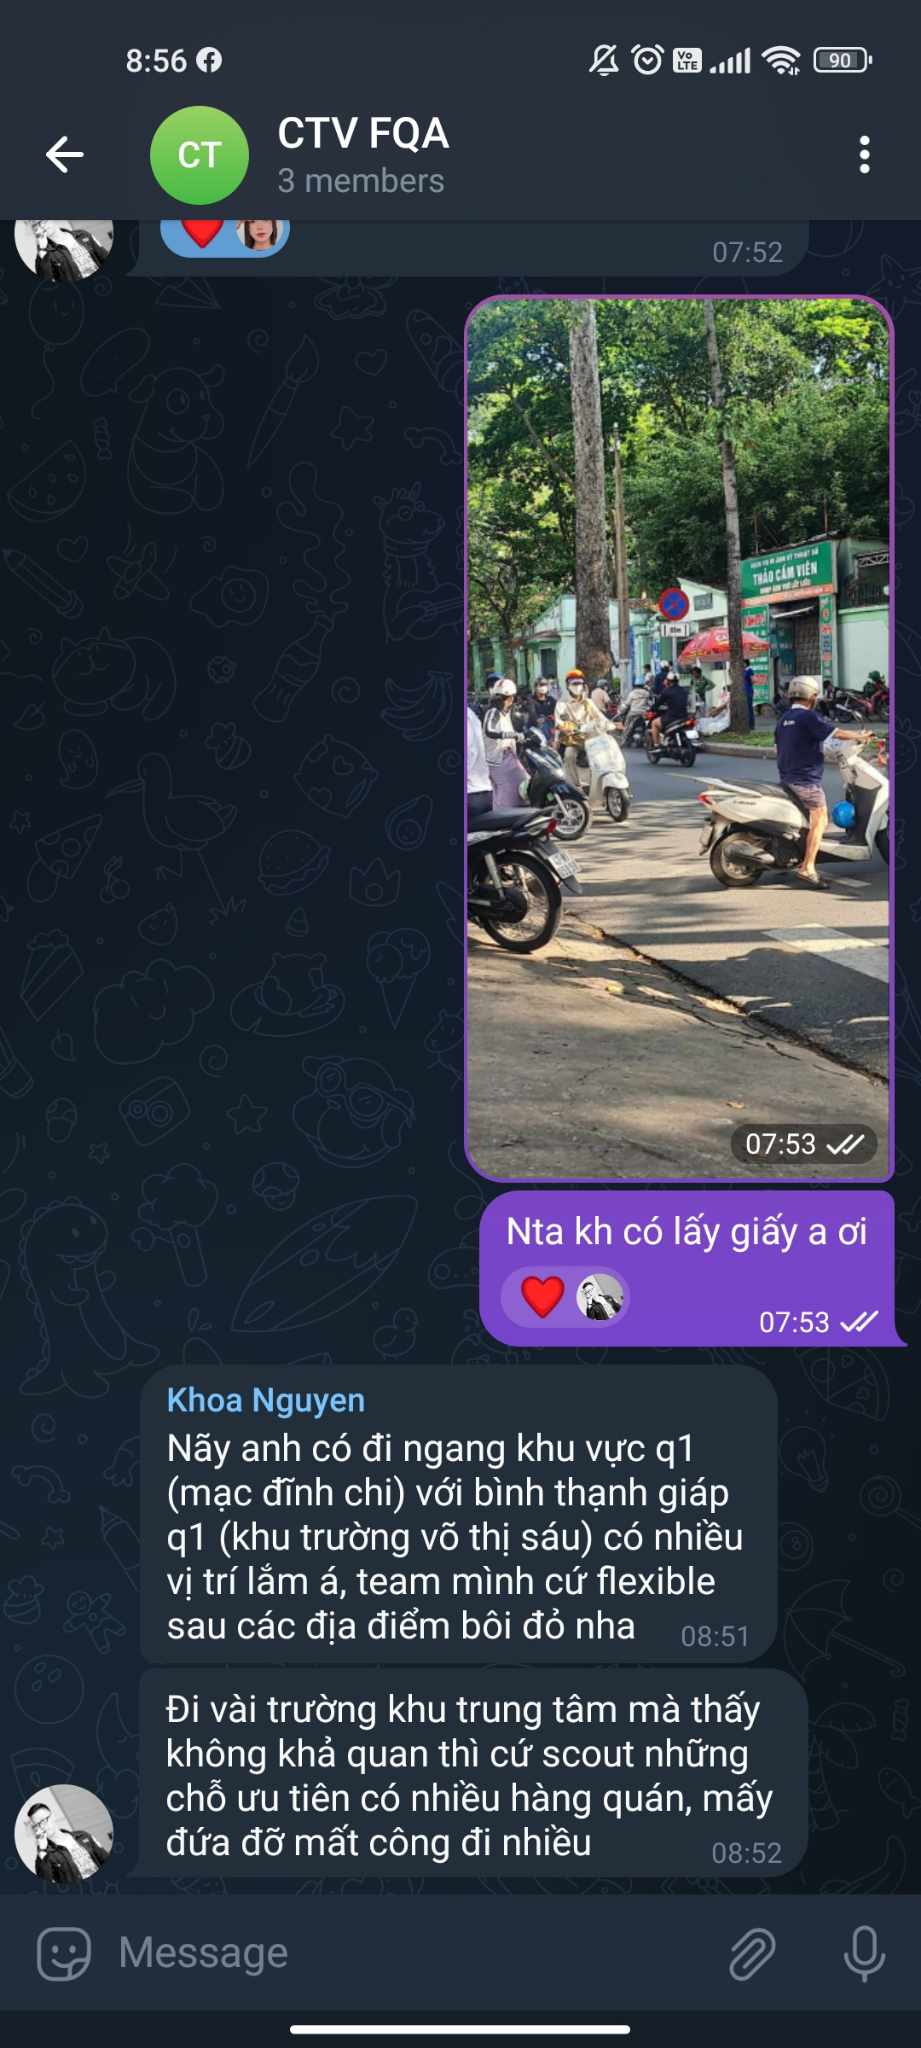 8:56
Vo LTE
90
CT
CTV FQA
3 members
07:52
THẢO CẦM VIÊN
07:53
Nta kh có lấy giấy a ơi
07:53
Khoa Nguyen
Nãy anh có đi ngang khu vực q1
(mạc đĩnh chi) với bình thạnh giáp
q1 (khu trường võ thị sáu) có nhiều
vị trí lắm á, team mình cứ flexible
sau các địa điểm bôi đỏ nha
08:51
Đi vài trường khu trung tâm mà thấy
không khả quan thì cứ scout những
chỗ ưu tiên có nhiều hàng quán, mấy
đứa đỡ mất công đi nhiều
08:52
Message